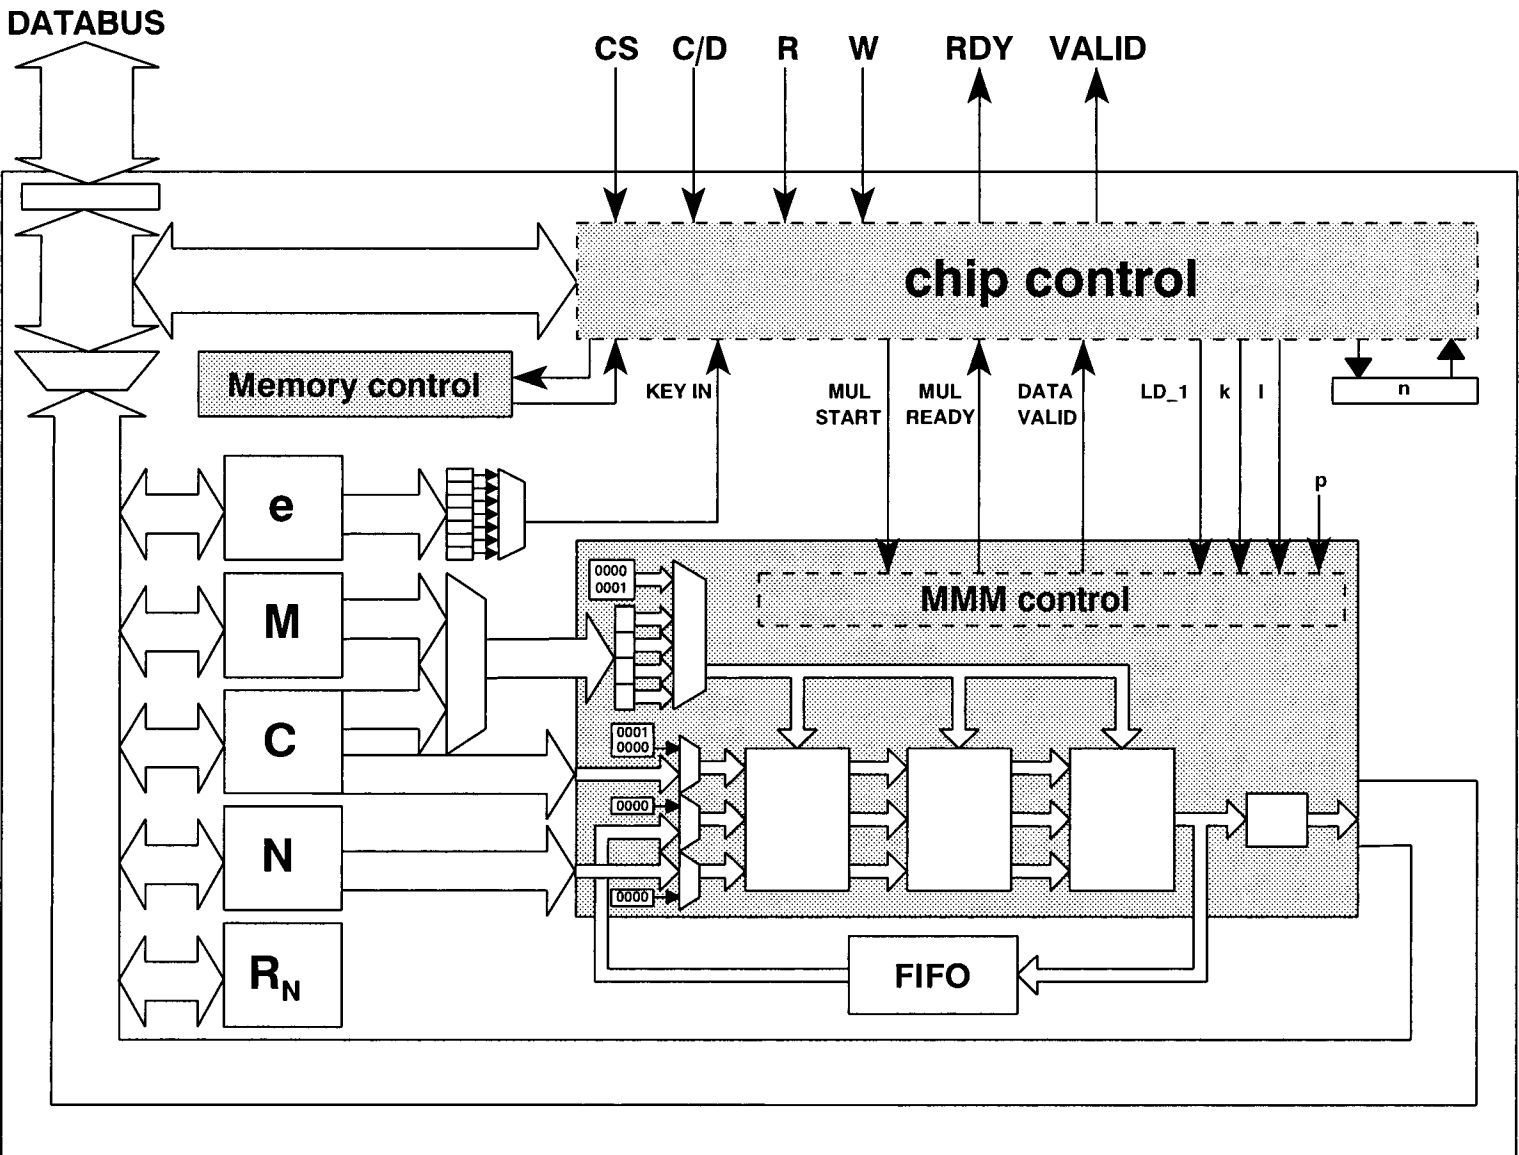 DATABUS
CS C/D R W RDY VALID
chip control
Memory control
KEY IN
MUL
START
MUL
READY
DATA
VALID
LD_1
k
l
n
p
e
0000
0001
MMM control
M
C
0001
0000
0000
N
0000
RN
FIFO